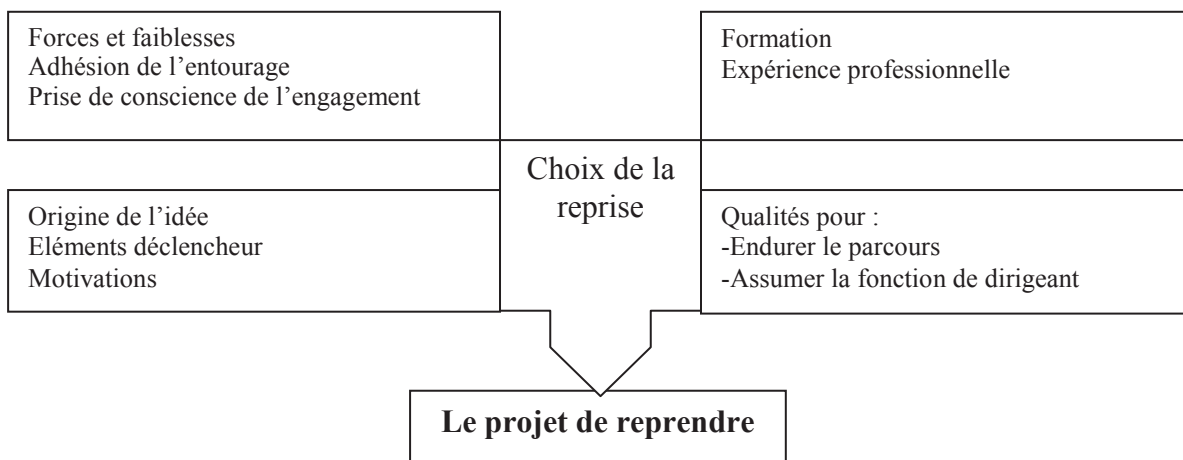 Forces et faiblesses
Adhésion de l’entourage
Prise de conscience de l’engagement
Formation
Expérience professionnelle
Choix de la
reprise
Origine de l’idée
Eléments déclencheur
Motivations
Qualités pour :
-Endurer le parcours
-Assumer la fonction de dirigeant
Le projet de reprendre